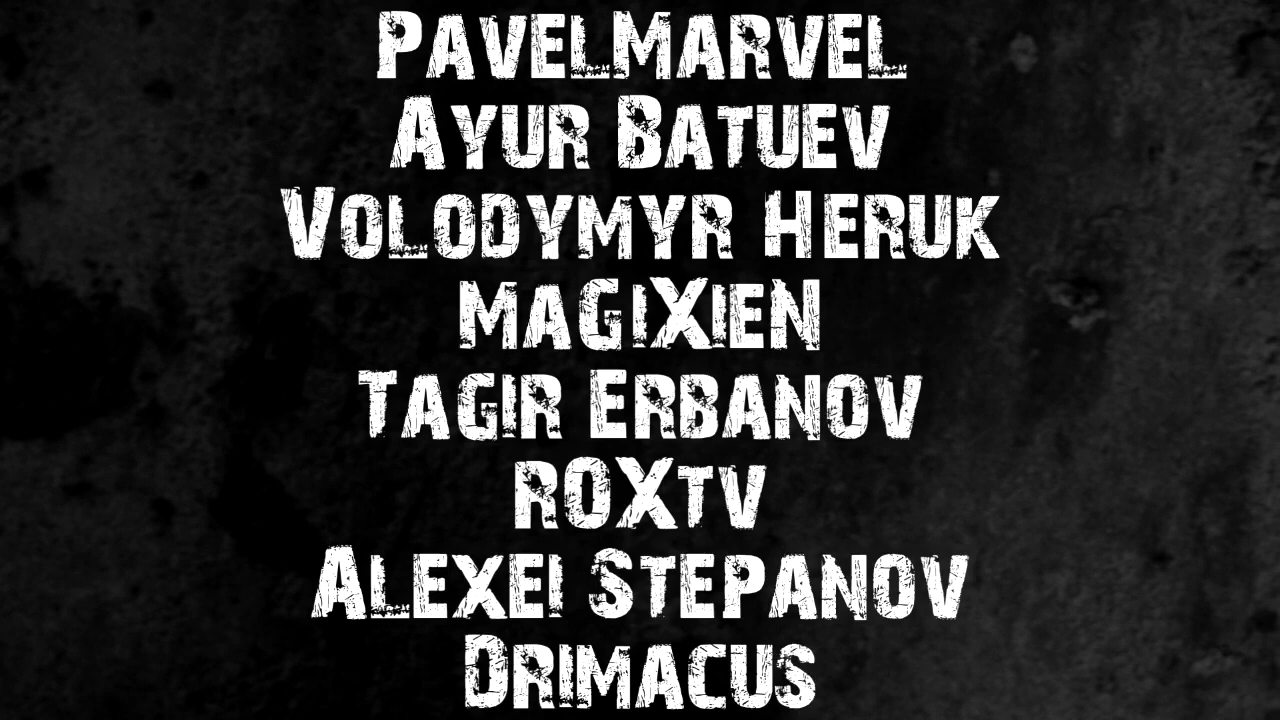 PavelMarvel
Ayur Batuev
Volodymyr Heruk
maGiXien
Tagir Erbanov
rOXtv
Alexei Stepanov
Drimacus